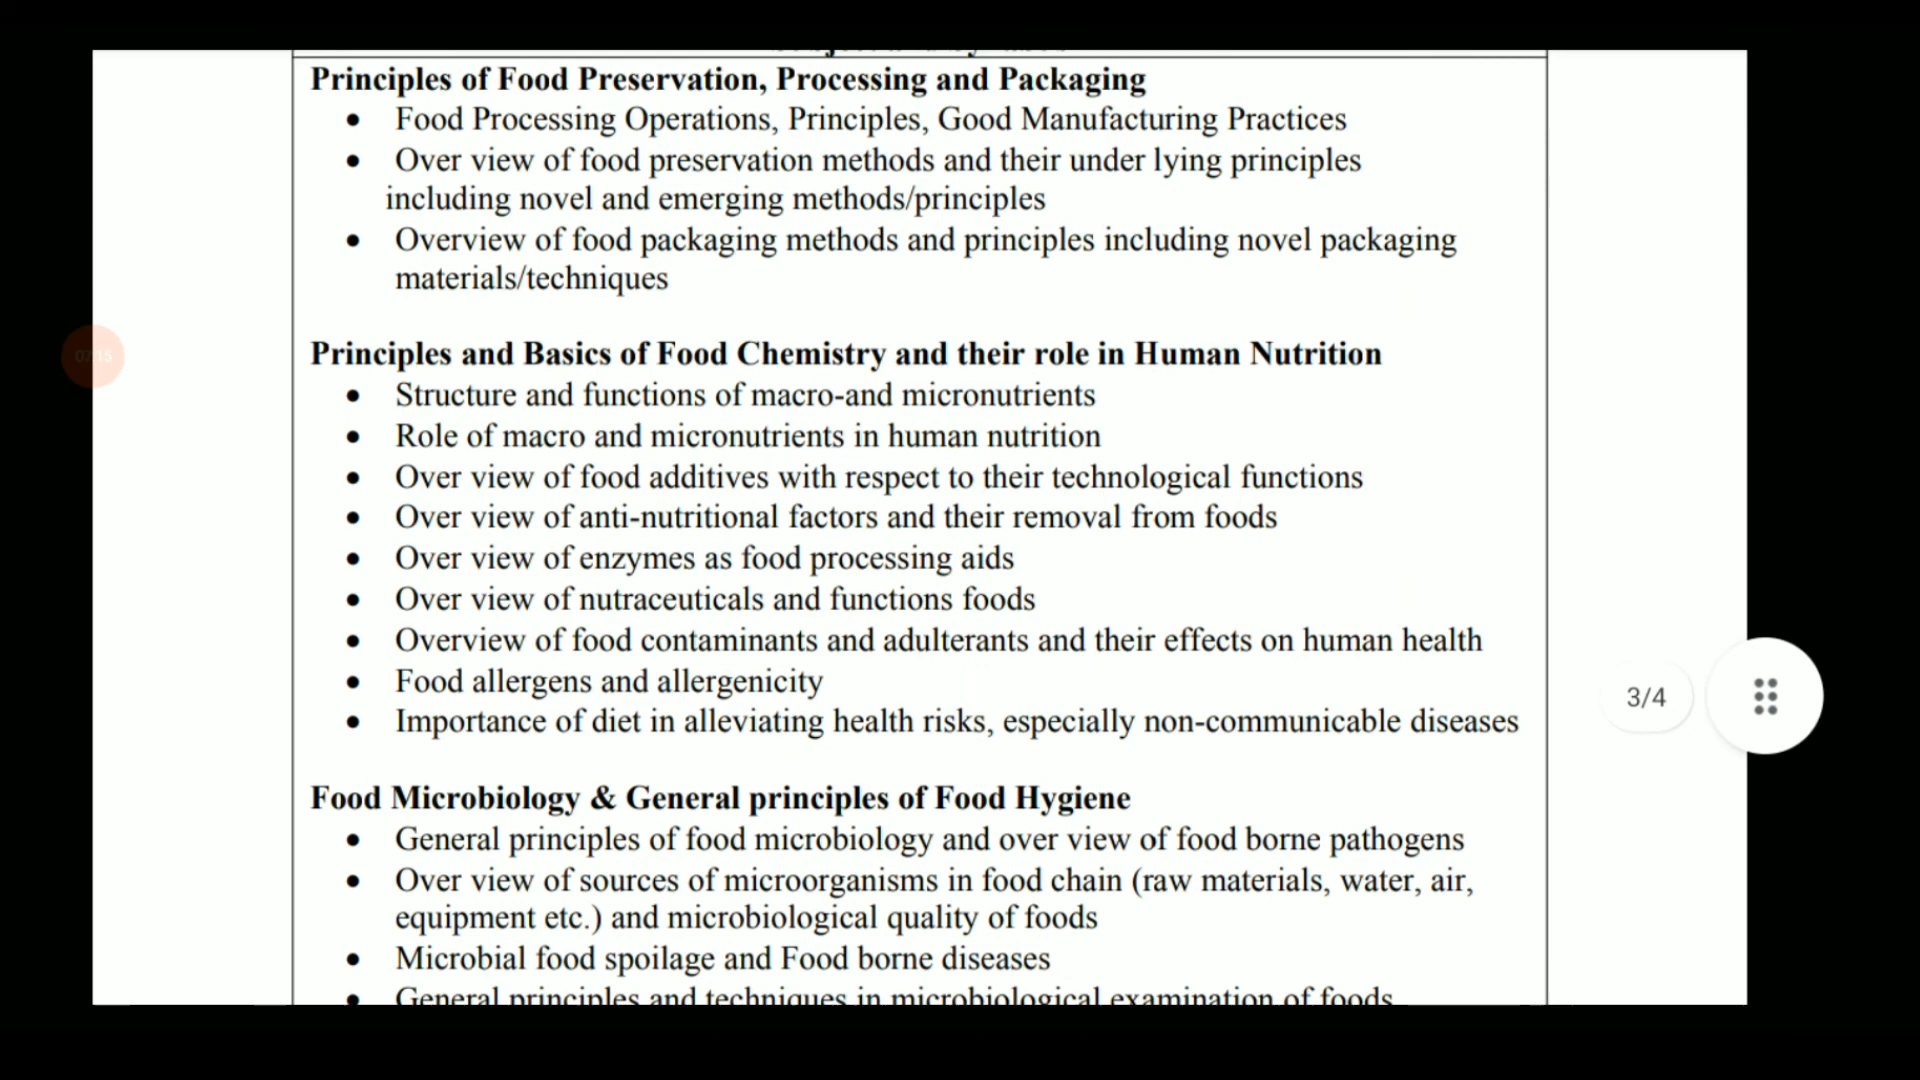 Principles of Food Preservation, Processing and Packaging
• Food Processing Operations, Principles, Good Manufacturing Practices
• Over view of food preservation methods and their under lying principles
including novel and emerging methods/principles
• Overview of food packaging methods and principles including novel packaging
materials/techniques
Principles and Basics of Food Chemistry and their role in Human Nutrition
• Structure and functions of macro-and micronutrients
• Role of macro and micronutrients in human nutrition
• Over view of food additives with respect to their technological functions
• Over view of anti-nutritional factors and their removal from foods
• Over view of enzymes as food processing aids
• Over view of nutraceuticals and functions foods
• Overview of food contaminants and adulterants and their effects on human health
• Food allergens and allergenicity
• Importance of diet in alleviating health risks, especially non-communicable diseases
3/4
Food Microbiology & General principles of Food Hygiene
• General principles of food microbiology and over view of food borne pathogens
• Over view of sources of microorganisms in food chain (raw materials, water, air,
equipment etc.) and microbiological quality of foods
• Microbial food spoilage and Food borne diseases
• General principles and techniques in microbiological examination of foods